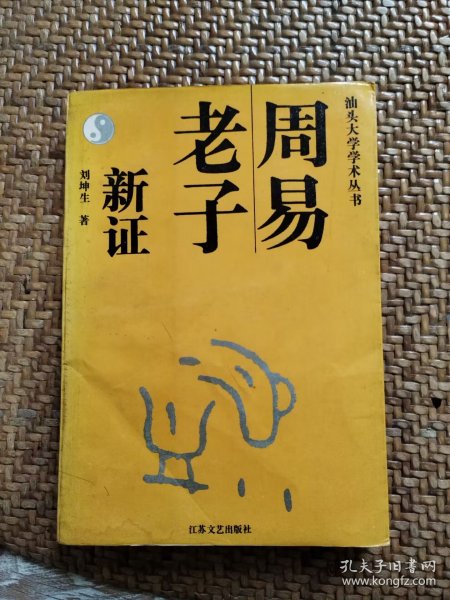 汕头大学学术丛书
周易
老子
新证
刘坤生 著
江苏文艺出版社
孔夫子旧书网
www.kongfz.com